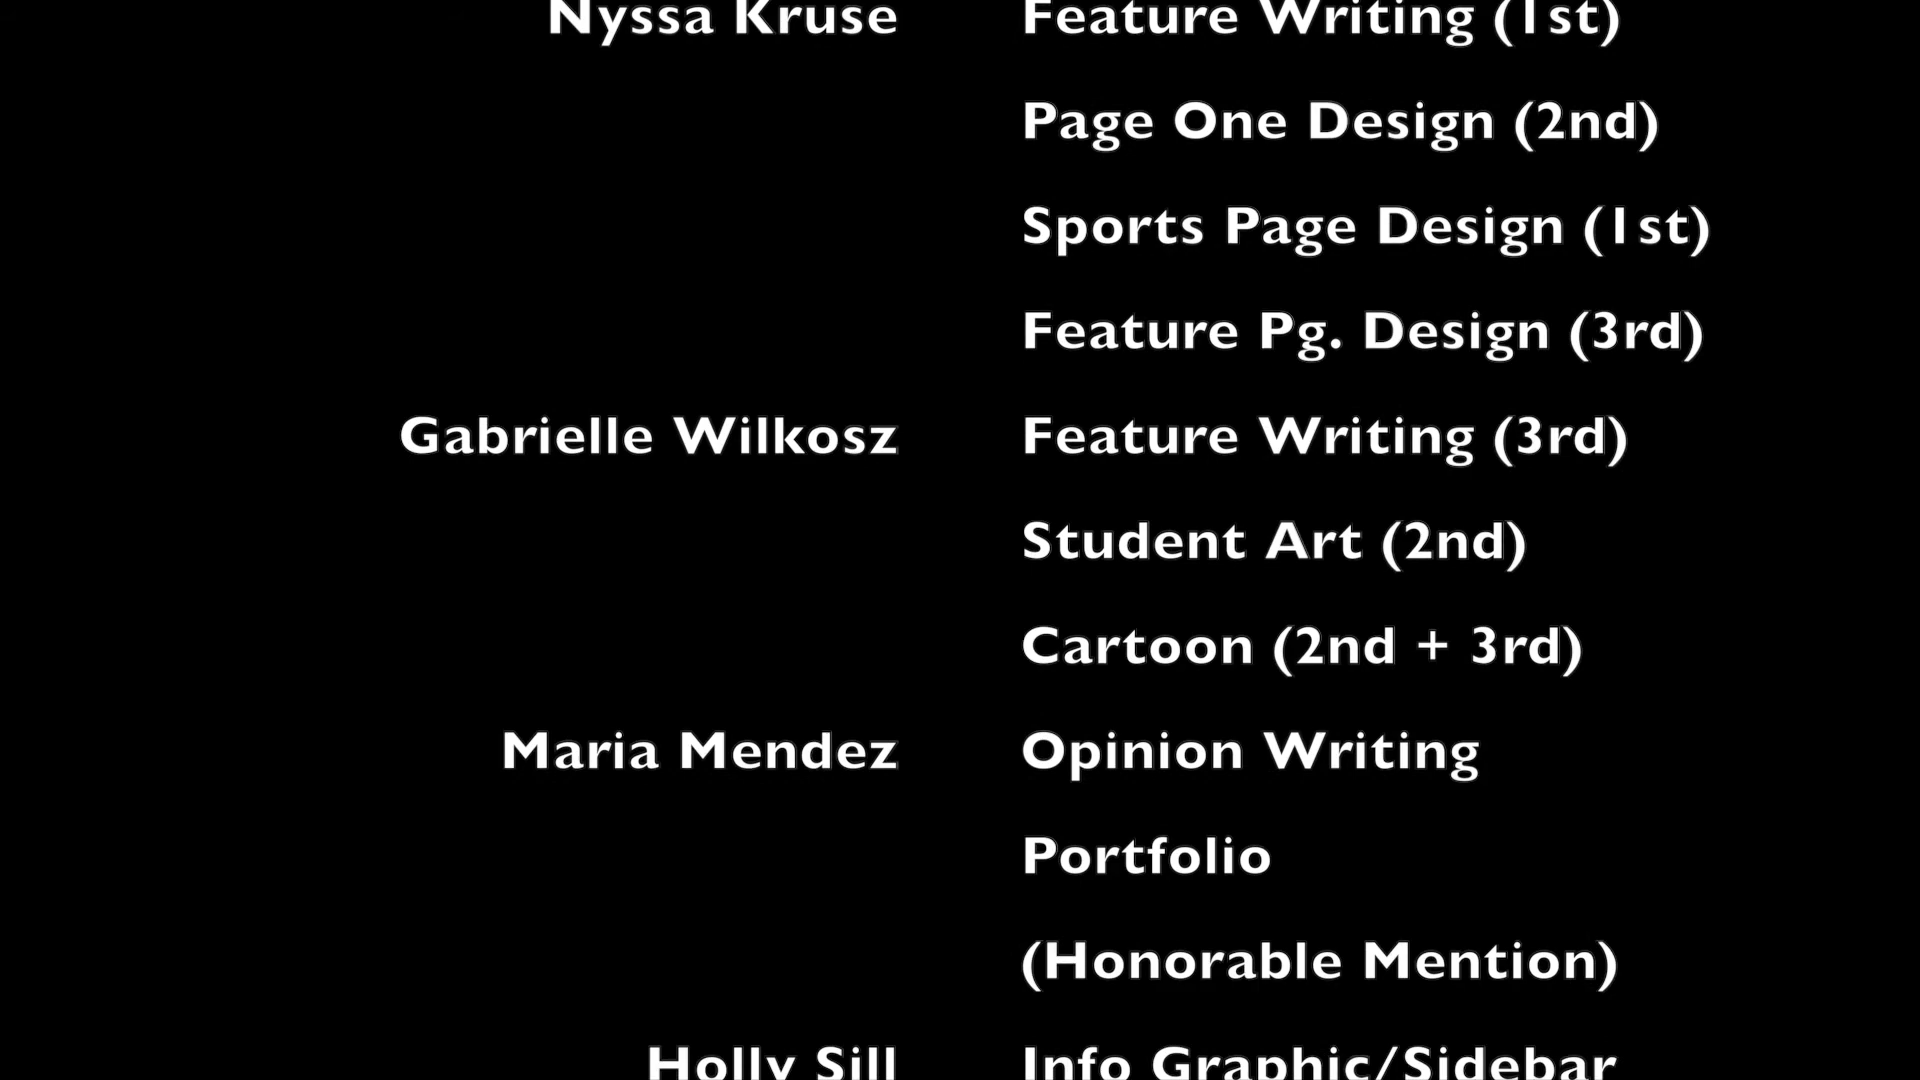 Nyssa Kruse Feature Writing (1st)
Page One Design (2nd)
Sports Page Design (1st)
Feature Pg. Design (3rd)
Gabrielle Wilkosz Feature Writing (3rd)
Student Art (2nd)
Cartoon (2nd + 3rd)
Maria Mendez Opinion Writing
Portfolio
(Honorable Mention)
Holly Sill Info Graphic/Sidebar